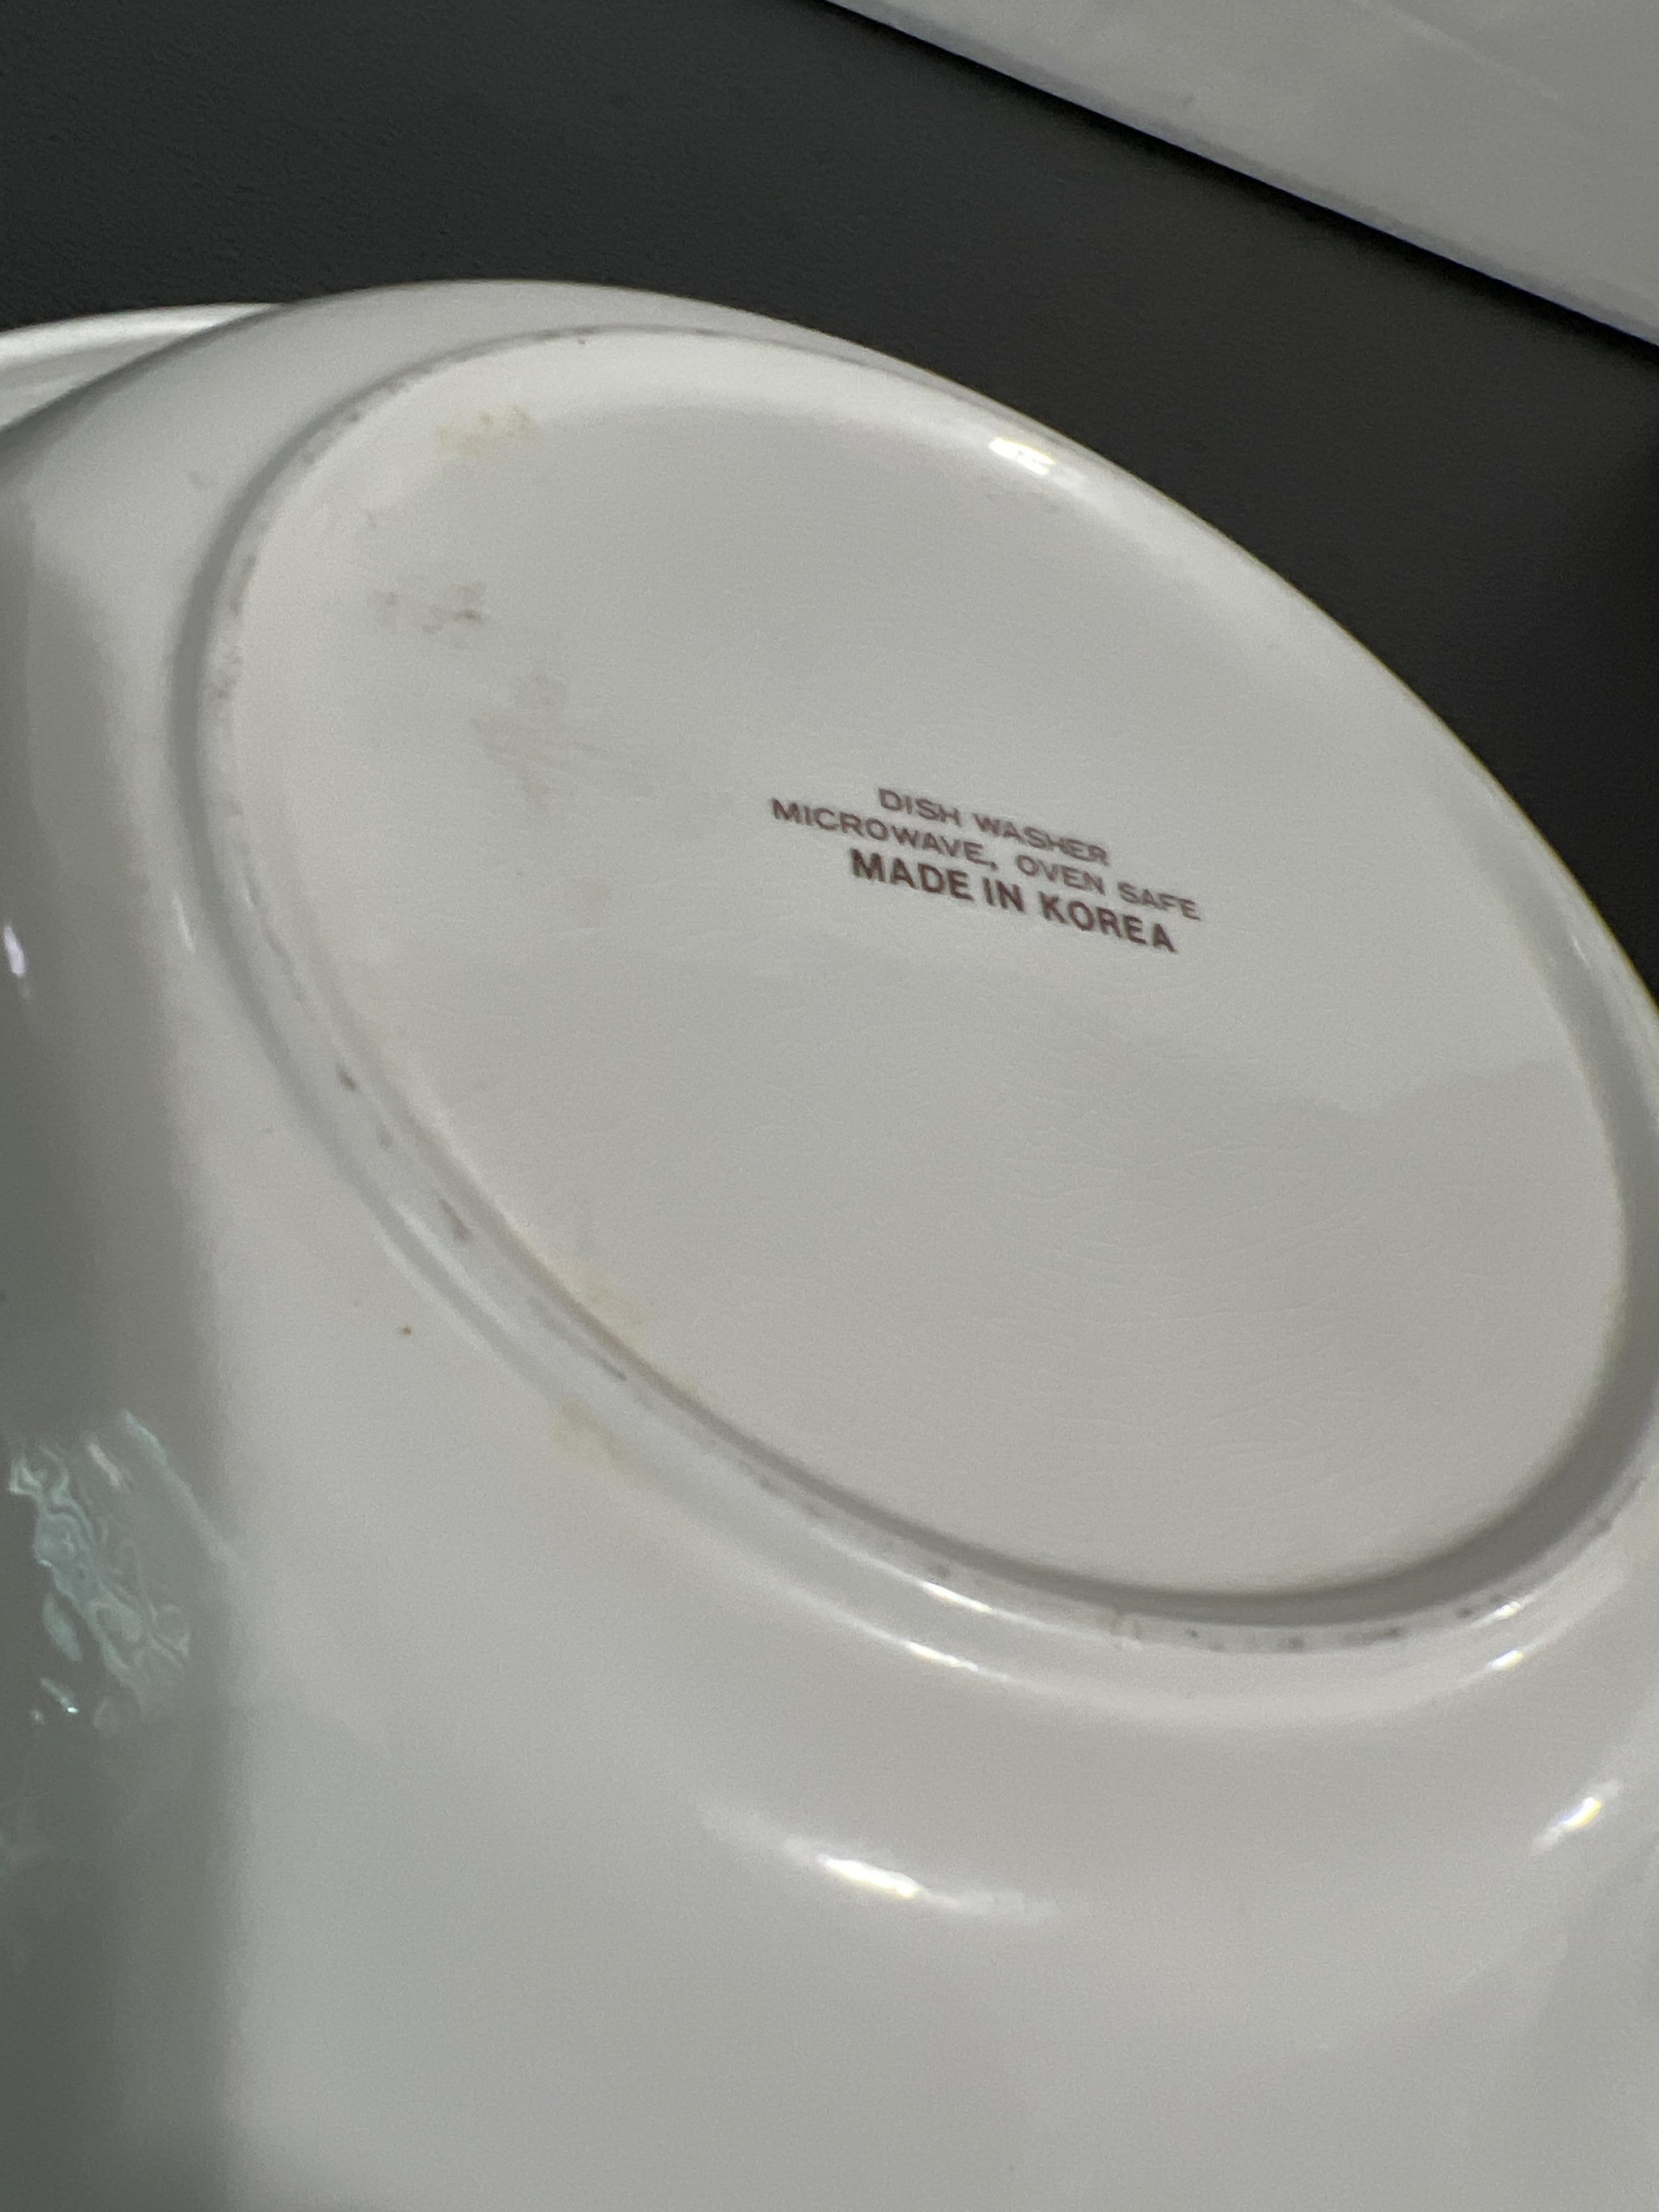 DISH WASHER
MICROWAVE, OVEN SAFE
MADE IN KOREA